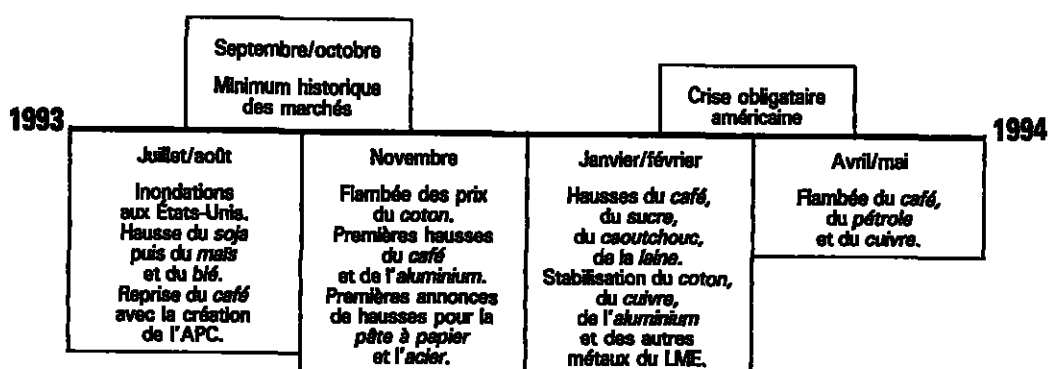 1993
Septembre/octobre
Minimum historique
des marchés
Crise obligataire
américaine
1994
Juillet/août
Inondations
aux États-Unis.
Hausse du soja
puis du maïs
et du blé.
Reprise du café
avec la création
de l'APC.
Novembre
Flambée des prix
du coton.
Premières hausses
du café
et de l'aluminium.
Premières annonces
de hausses pour la
pâte à papier
et l'acier.
Janvier/février
Hausses du café,
du sucre,
du caoutchouc,
de la laine.
Stabilisation du coton,
du cuivre,
de l'aluminium
et des autres
métaux du LME.
Avril/mai
Flambée du café,
du pétrole
et du cuivre.